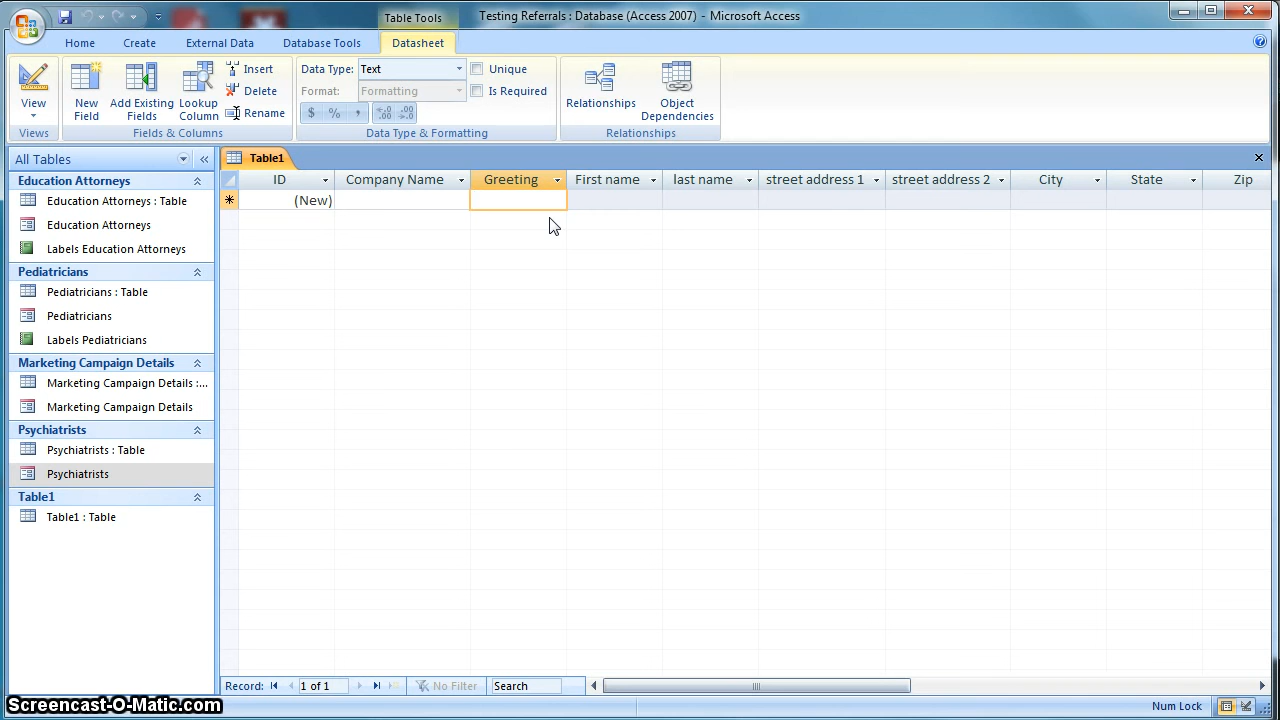 Table Tools
Testing Referrals : Database (Access 2007) - Microsoft Access
Home
Create
External Data
Database Tools
Datasheet
View
New Field
Add Existing Fields
Lookup Column
Insert
Delete
Rename
Data Type: Text
Format: Formatting
$ % ,
Unique
Is Required
Relationships
Object Dependencies
Views
Fields & Columns
Data Type & Formatting
Relationships
All Tables
Education Attorneys
Education Attorneys : Table
Education Attorneys
Labels Education Attorneys
Pediatricians
Pediatricians : Table
Pediatricians
Labels Pediatricians
Marketing Campaign Details
Marketing Campaign Details :...
Marketing Campaign Details
Psychiatrists
Psychiatrists : Table
Psychiatrists
Table1
Table1 : Table
Table1
ID Company Name Greeting First name last name street address 1 street address 2 City State Zip
(New)
Record: 1 of 1 No Filter Search
Screencast-O-Matic.com
Num Lock